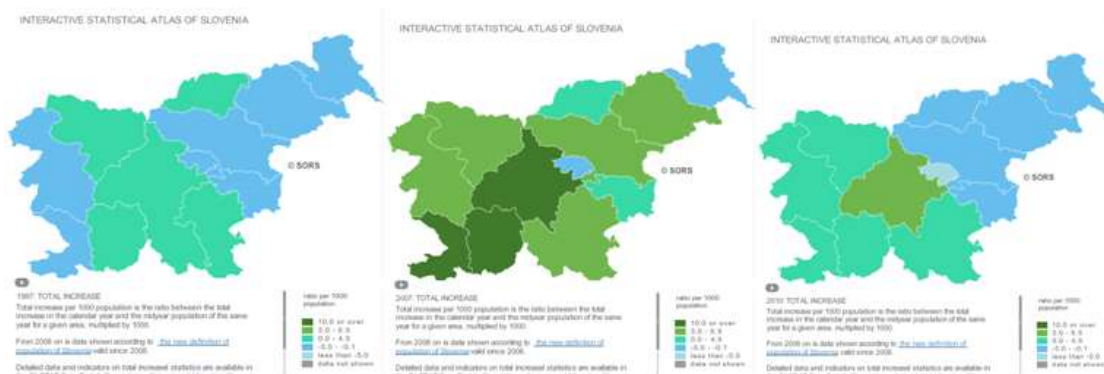 INTERACTIVE STATISTICAL ATLAS OF SLOVENIA
© SORS
1997: TOTAL INCREASE
Total increase per 1000 population is the ratio between the total
increase in the calendar year and the midyear population of the same
year for a given area, multiplied by 1000.
From 2008 on is data shown according to the new definition of
population of Slovenia valid since 2008.
Detailed data and indicators on total increase statistics are available in
ratio per 1000
population
10.0 or over
5.0 - 9.9
0.0 - 4.9
-5.0 - -0.1
less than -5.0
data not shown
INTERACTIVE STATISTICAL ATLAS OF SLOVENIA
© SORS
2007: TOTAL INCREASE
Total increase per 1000 population is the ratio between the total
increase in the calendar year and the midyear population of the same
year for a given area, multiplied by 1000.
From 2008 on is data shown according to the new definition of
population of Slovenia valid since 2008.
Detailed data and indicators on total increase statistics are available in
ratio per 1000
population
10.0 or over
5.0 - 9.9
0.0 - 4.9
-5.0 - -0.1
less than -5.0
data not shown
INTERACTIVE STATISTICAL ATLAS OF SLOVENIA
© SORS
TOTAL INCREASE
Total increase per 1000 population is the ratio between the total
increase in the calendar year and the midyear population of the same
year for a given area, multiplied by 1000.
From 2008 on is data shown according to the new definition of
population of Slovenia valid since 2008.
Detailed data and indicators on total increase statistics are available in
ratio per 1000
population
10.0 or over
5.0 - 9.9
0.0 - 4.9
-5.0 - -0.1
less than -5.0
data not shown